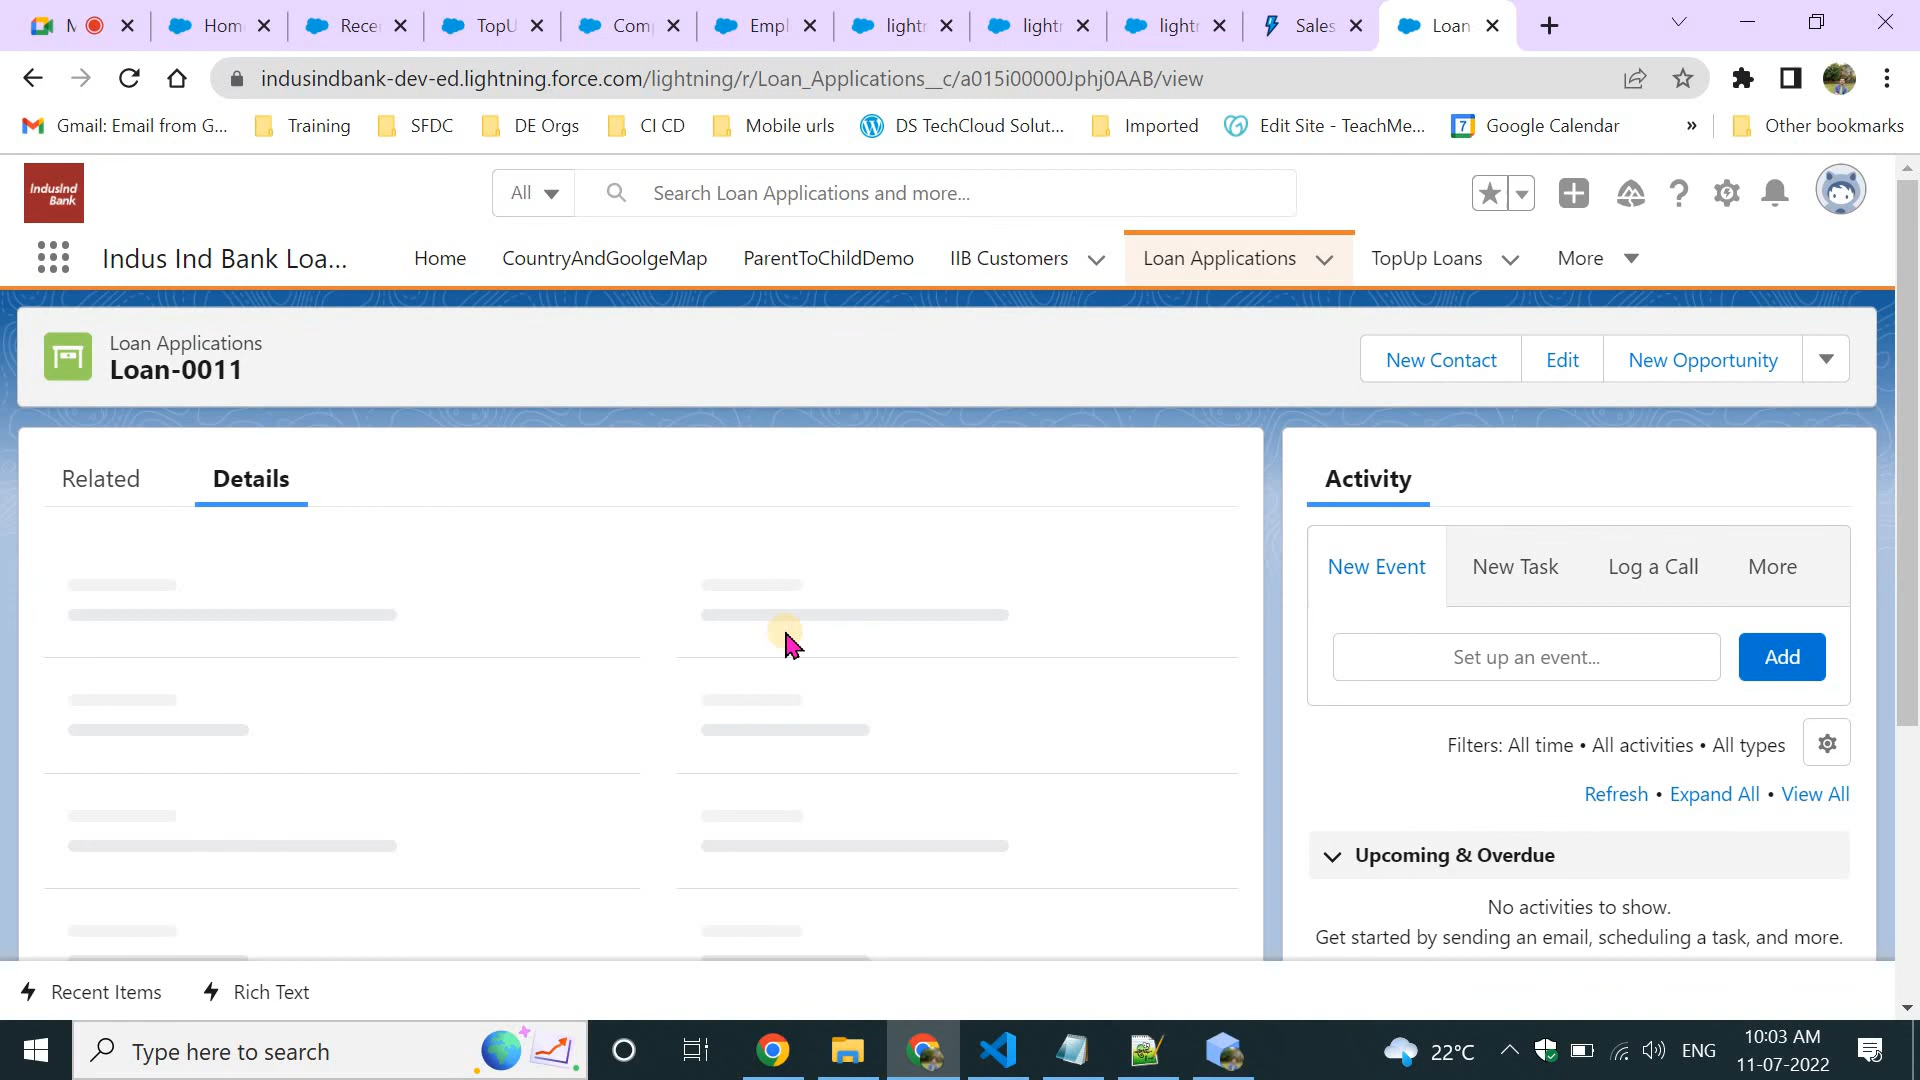 Hom
Rece
TopU
Com
Empl
lightr
lightr
lightr
Sales
Loan
indusindbank-dev-ed.lightning.force.com/lightning/r/Loan_Applications__c/a015i00000Jphj0AAB/view
Gmail: Email from G...
Training
SFDC
DE Orgs
CI CD
Mobile urls
DS TechCloud Solut...
Imported
Edit Site - TeachMe...
7
Google Calendar
»
Other bookmarks
IndusInd
Bank
All
Search Loan Applications and more...
Indus Ind Bank Loa...
Home
CountryAndGoolgeMap
ParentToChildDemo
IIB Customers
Loan Applications
TopUp Loans
More
Loan Applications
Loan-0011
New Contact
Edit
New Opportunity
Related
Details
Activity
New Event
New Task
Log a Call
More
Set up an event...
Add
Filters: All time • All activities • All types
Refresh • Expand All • View All
Upcoming & Overdue
No activities to show.
Get started by sending an email, scheduling a task, and more.
Recent Items
Rich Text
Type here to search
22°C
ENG
10:03 AM
11-07-2022